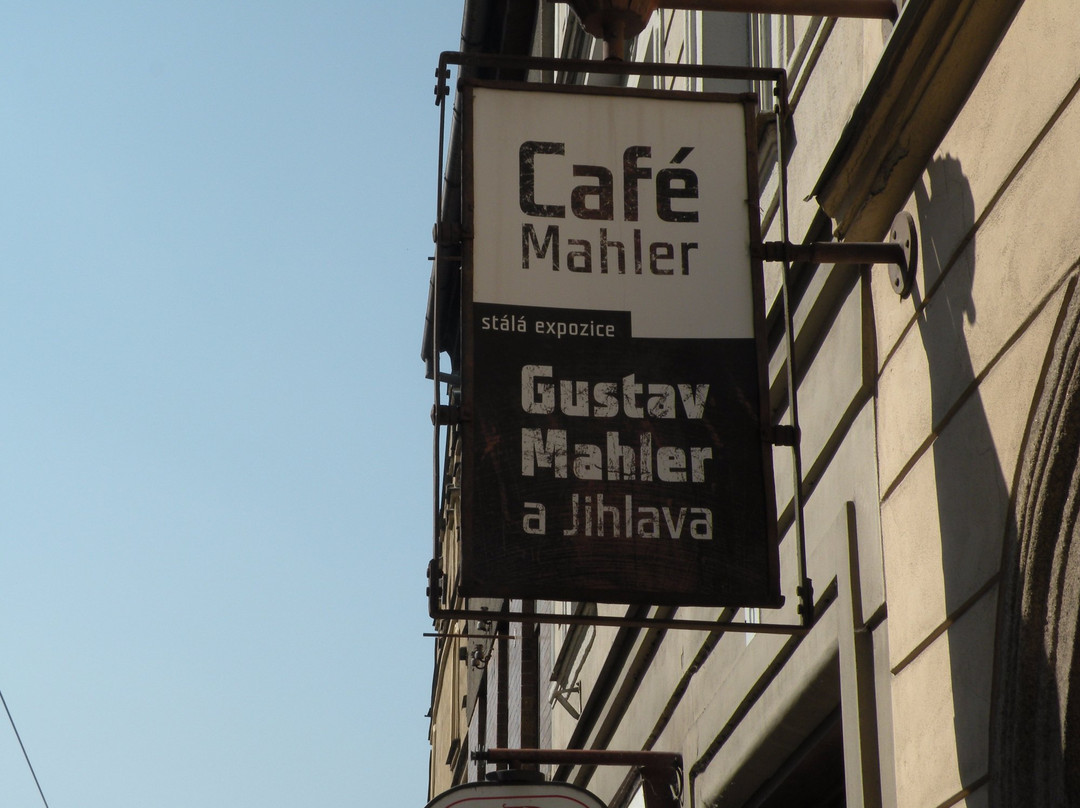 Café
Mahler
stálá expozice
Gustav
Mahler
a Jihlava